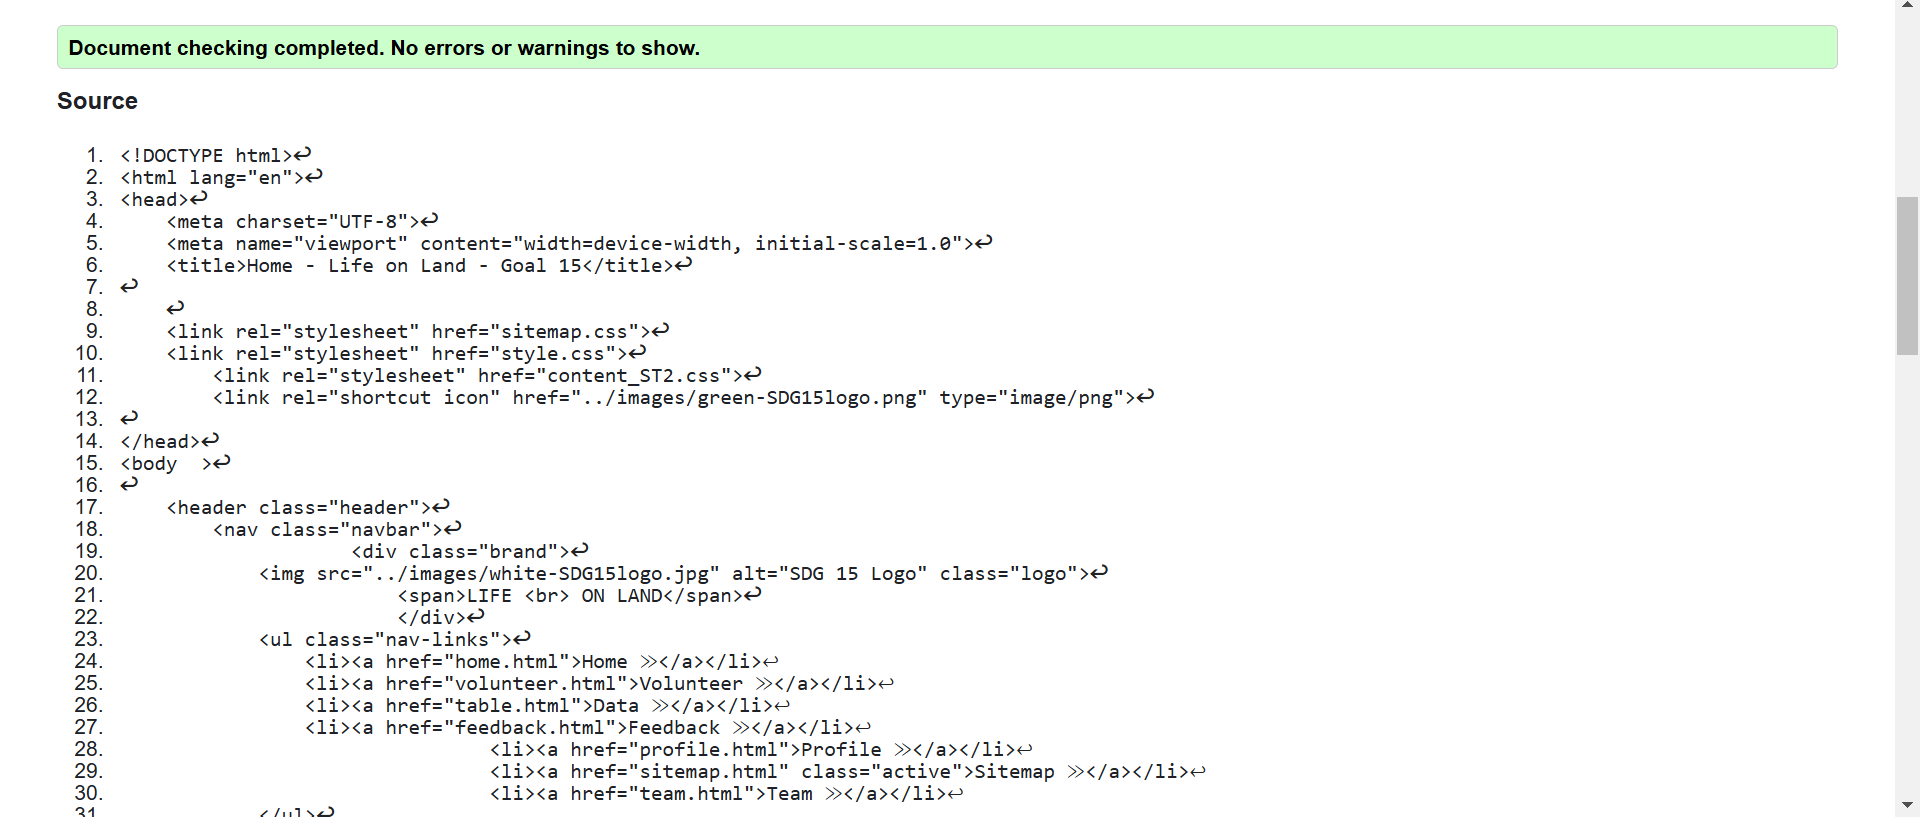 Document checking completed. No errors or warnings to show.
Source
1. <!DOCTYPE html>↩
2. <html lang="en">↩
3. <head>↩
4.     <meta charset="UTF-8">↩
5.     <meta name="viewport" content="width=device-width, initial-scale=1.0">↩
6.     <title>Home - Life on Land - Goal 15</title>↩
7. ↩
8.     ↩
9.     <link rel="stylesheet" href="sitemap.css">↩
10.     <link rel="stylesheet" href="style.css">↩
11.         <link rel="stylesheet" href="content_ST2.css">↩
12.         <link rel="shortcut icon" href="../images/green-SDG15logo.png" type="image/png">↩
13. ↩
14. </head>↩
15. <body  >↩
16. ↩
17.     <header class="header">↩
18.         <nav class="navbar">↩
19.                     <div class="brand">↩
20.             <img src="../images/white-SDG15logo.jpg" alt="SDG 15 Logo" class="logo">↩
21.                         <span>LIFE <br> ON LAND</span>↩
22.                         </div>↩
23.             <ul class="nav-links">↩
24.                 <li><a href="home.html">Home ≫</a></li>↩
25.                 <li><a href="volunteer.html">Volunteer ≫</a></li>↩
26.                 <li><a href="table.html">Data ≫</a></li>↩
27.                 <li><a href="feedback.html">Feedback ≫</a></li>↩
28.                                 <li><a href="profile.html">Profile ≫</a></li>↩
29.                                 <li><a href="sitemap.html" class="active">Sitemap ≫</a></li>↩
30.                                 <li><a href="team.html">Team ≫</a></li>↩
31.             </ul>↩